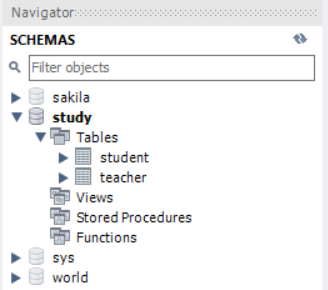 Navigator
SCHEMAS
Filter objects
sakila
study
Tables
student
teacher
Views
Stored Procedures
Functions
sys
world